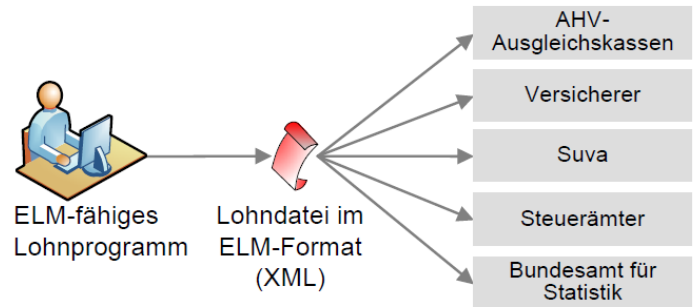 ELM-fähiges
Lohnprogramm
Lohndatei im
ELM-Format
(XML)
AHV-
Ausgleichskassen
Versicherer
Suva
Steuerämter
Bundesamt für
Statistik